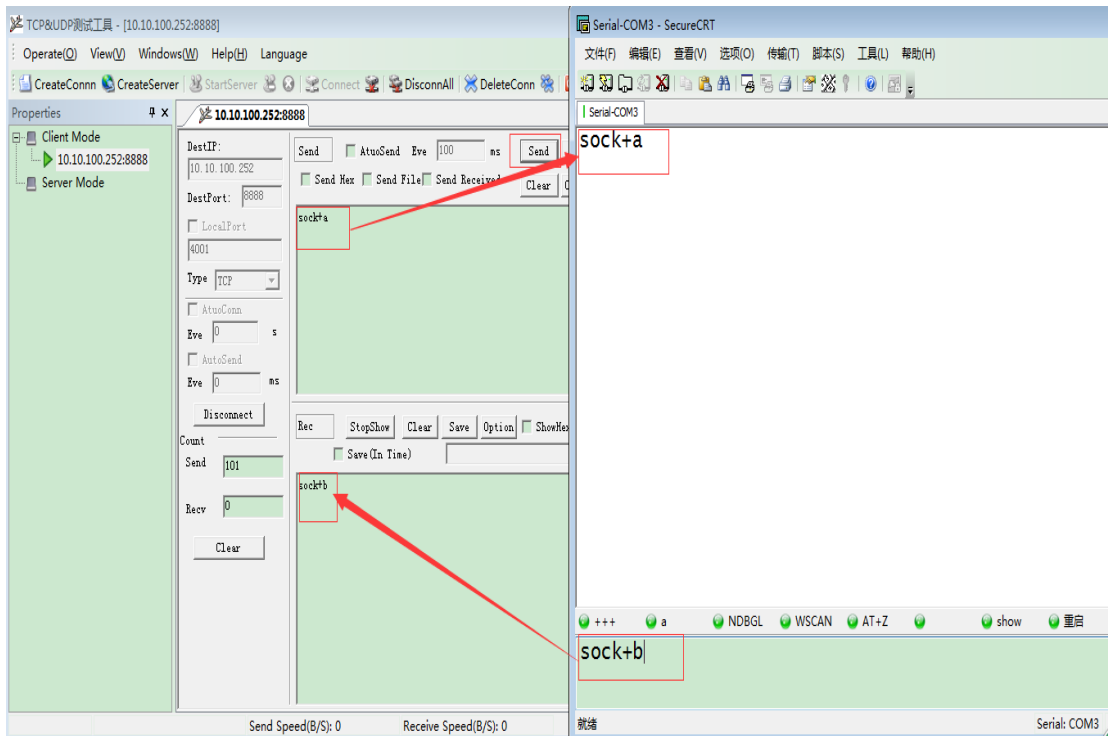 TCP&UDP测试工具 - [10.10.100.252:8888]
Operate(O) View(V) Windows(W) Help(H) Language
CreateConnn CreateServer StartServer Connect DisconnAll DeleteConn
Properties
Client Mode
10.10.100.252:8888
Server Mode
10.10.100.252:8888
DestIP:
10.10.100.252
DestPort: 8888
LocalPort
4001
Type TCP
AtuoConn
Eve 0 s
AutoSend
Eve 0 ms
Disconnect
Count
Send 101
Recv 0
Clear
Send AtuoSend Eve 100 ms Send
Send Hex Send File Send Received Clear
sock+a
Rec StopShow Clear Save Option ShowHex
Save(In Time)
sock+b
Send Speed(B/S): 0 Receive Speed(B/S): 0
Serial-COM3 - SecureCRT
文件(F) 编辑(E) 查看(V) 选项(O) 传输(T) 脚本(S) 工具(L) 帮助(H)
Serial-COM3
sock+a
+++ a NDBGL WSCAN AT+Z show 重启
sock+b
就绪 Serial: COM3